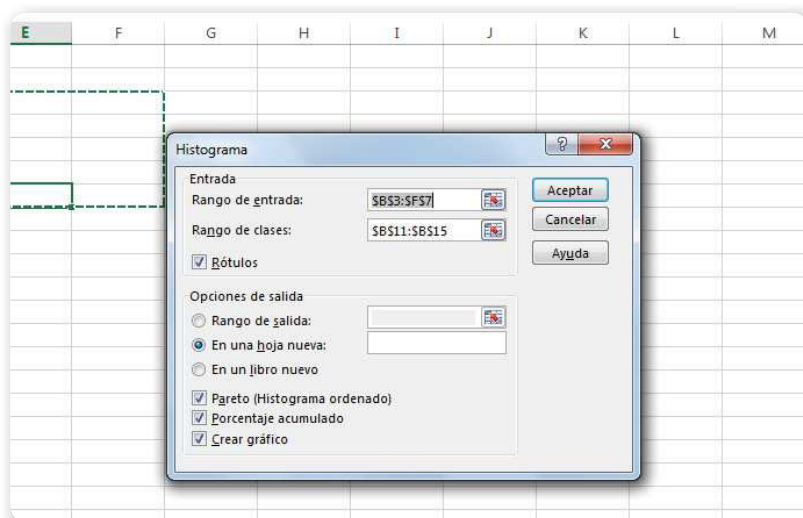 E F G H I J K L M
Histograma
Entrada
Rango de entrada: $B$3:$F$7
Rango de clases: $B$11:$B$15
Rótulos
Opciones de salida
Rango de salida:
En una hoja nueva:
En un libro nuevo
Pareto (Histograma ordenado)
Porcentaje acumulado
Crear gráfico
Aceptar
Cancelar
Ayuda